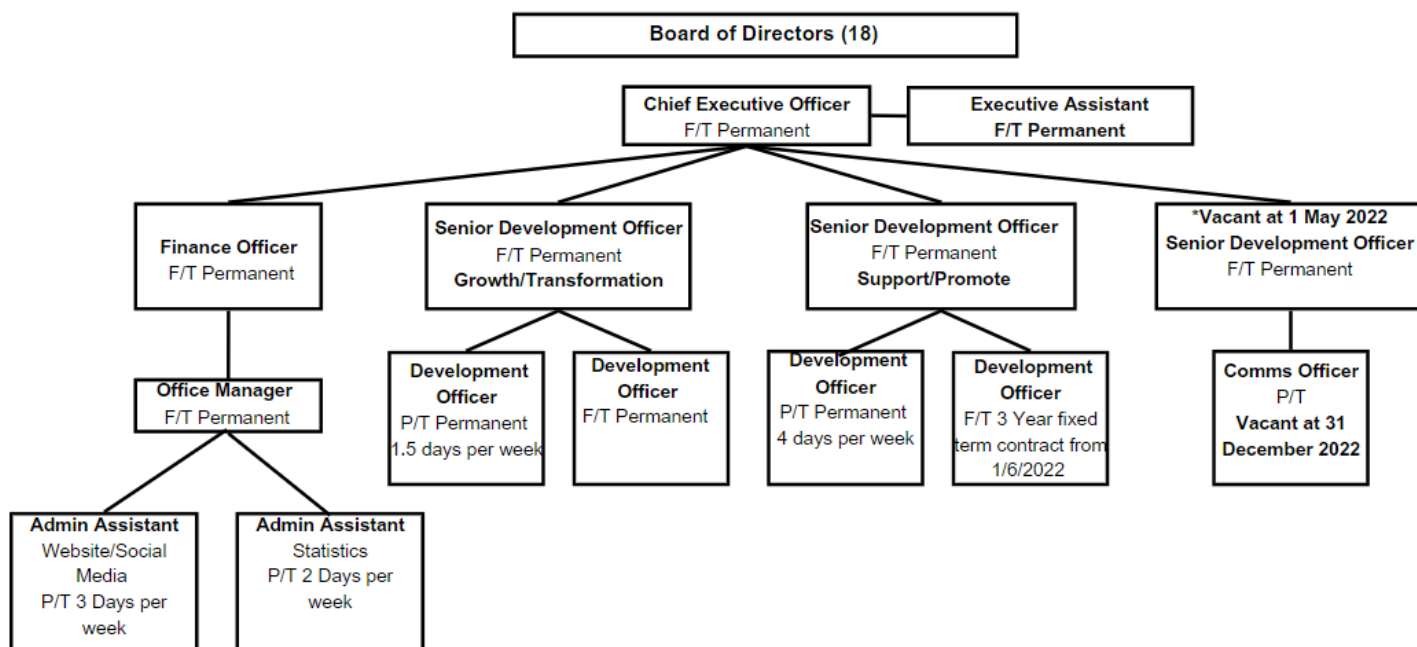 Board of Directors (18)
Chief Executive Officer
F/T Permanent
Executive Assistant
F/T Permanent
Finance Officer
F/T Permanent
Senior Development Officer
F/T Permanent
Growth/Transformation
Senior Development Officer
F/T Permanent
Support/Promote
*Vacant at 1 May 2022
Senior Development Officer
F/T Permanent
Office Manager
F/T Permanent
Development
Officer
P/T Permanent
1.5 days per week
Development
Officer
F/T Permanent
Development
Officer
P/T Permanent
4 days per week
Development
Officer
F/T 3 Year fixed
term contract from
1/6/2022
Comms Officer
P/T
Vacant at 31
December 2022
Admin Assistant
Website/Social
Media
P/T 3 Days per
week
Admin Assistant
Statistics
P/T 2 Days per
week